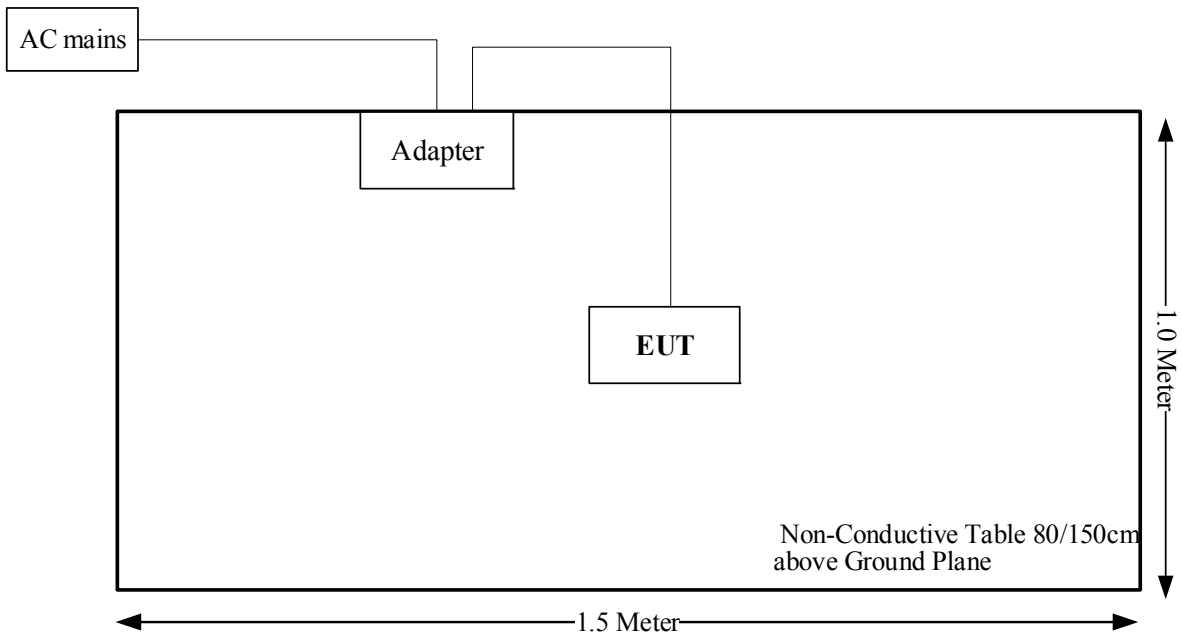 AC mains
Adapter
EUT
1.0 Meter
Non-Conductive Table 80/150cm
above Ground Plane
1.5 Meter